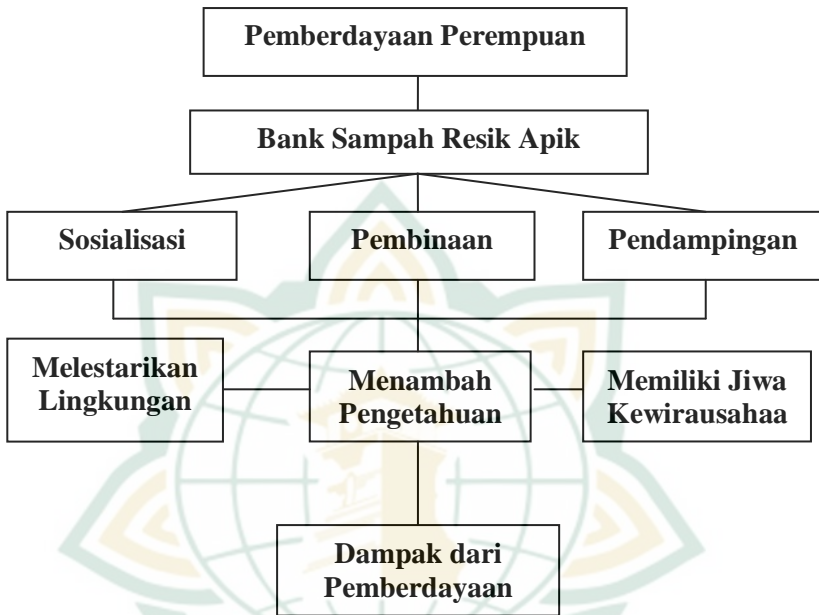 Pemberdayaan Perempuan
Bank Sampah Resik Apik
Sosialisasi
Pembinaan
Pendampingan
Melestarikan
Lingkungan
Menambah
Pengetahuan
Memiliki Jiwa
Kewirausahaa
Dampak dari
Pemberdayaan